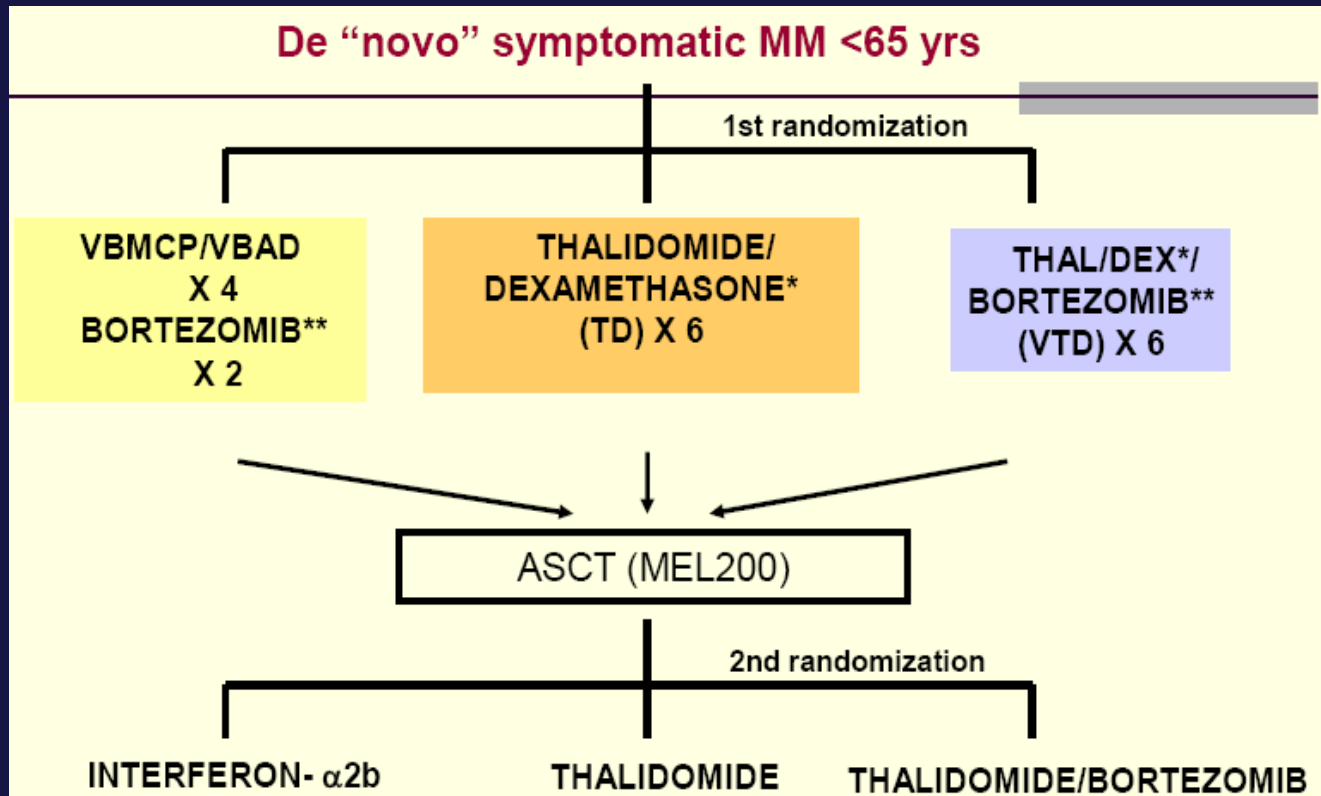 De “novo” symptomatic MM <65 yrs
1st randomization
VBMCP/VBAD
X 4
BORTEZOMIB**
X 2
THALIDOMIDE/
DEXAMETHASONE*
(TD) X 6
THAL/DEX*/
BORTEZOMIB**
(VTD) X 6
ASCT (MEL200)
2nd randomization
INTERFERON- α2b
THALIDOMIDE
THALIDOMIDE/BORTEZOMIB